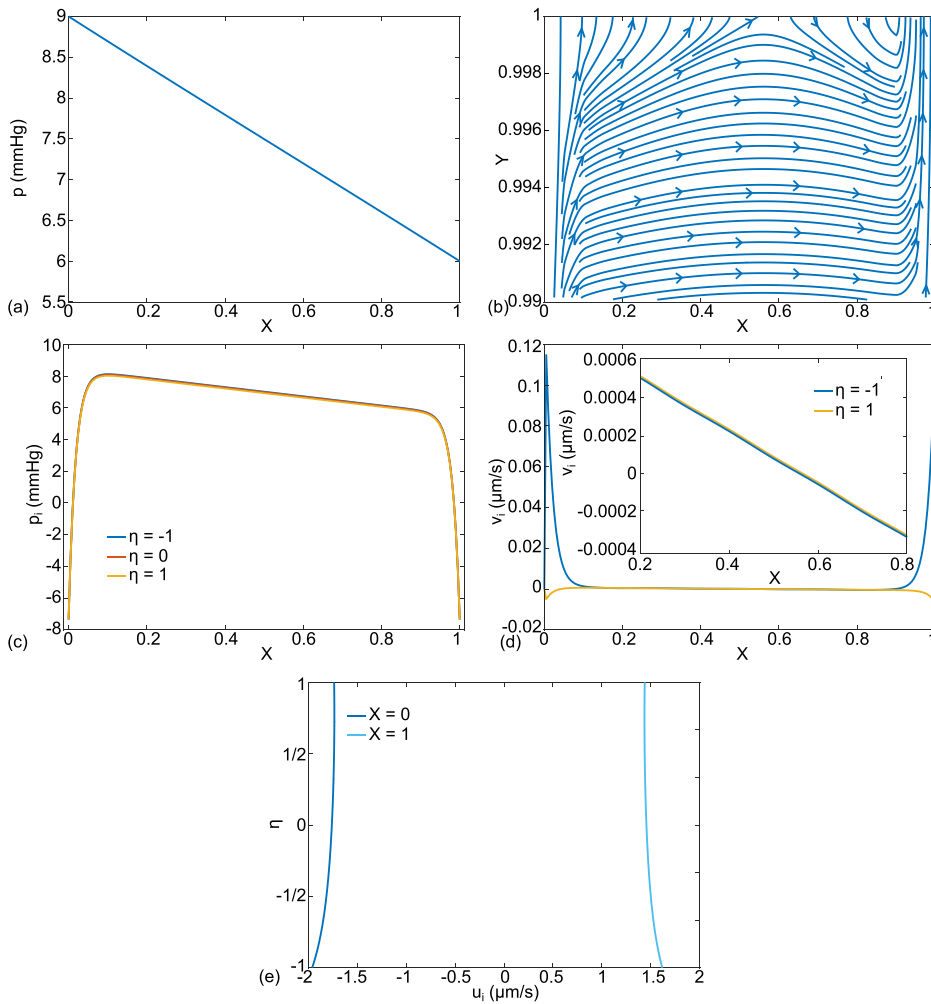 9
8.5
8
7.5
7
6.5
6
5.5
p (mmHg)
0 0.2 0.4 0.6 0.8 1
X
(a)
1
0.998
0.996
0.994
0.992
0.99
Y
0 0.2 0.4 0.6 0.8 1
X
(b)
10
8
6
4
2
0
-2
-4
-6
-8
pᵢ (mmHg)
η = -1
η = 0
η = 1
0 0.2 0.4 0.6 0.8 1
X
(c)
0.12
0.1
0.08
0.06
0.04
0.02
0
-0.02
vᵢ (μm/s)
0.0006
0.0004
0.0002
0
-0.0002
-0.0004
vᵢ (μm/s)
η = -1
η = 1
0.2 0.4 0.6 0.8
X
0 0.2 0.4 0.6 0.8 1
X
(d)
1
1/2
0
-1/2
-1
η
X = 0
X = 1
-2 -1.5 -1 -0.5 0 0.5 1 1.5 2
uᵢ (μm/s)
(e)